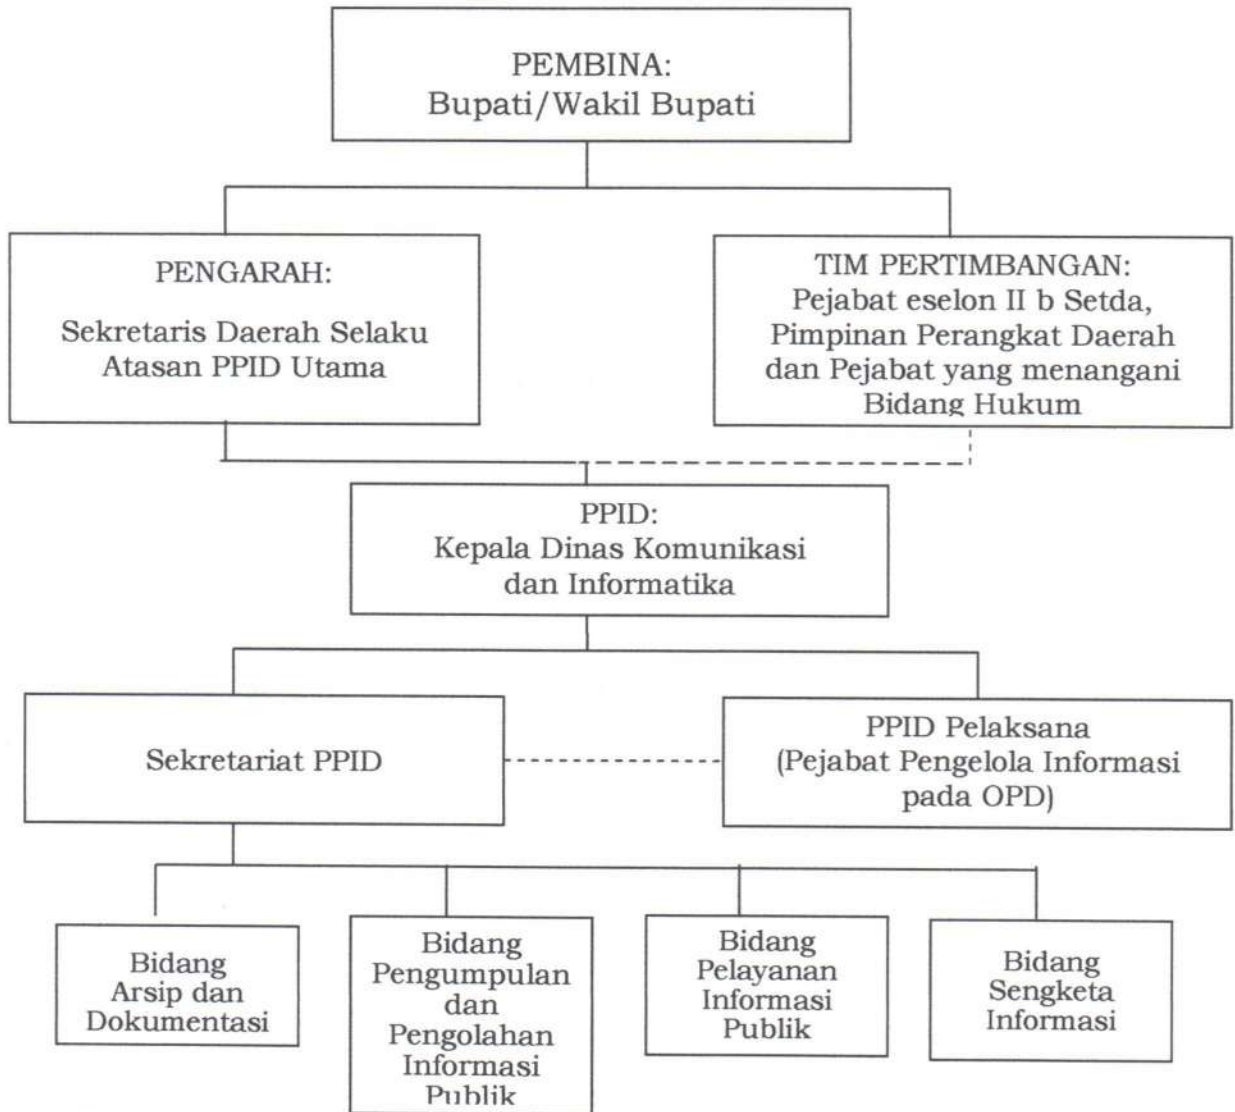 PEMBINA:
Bupati/Wakil Bupati
PENGARAH:
Sekretaris Daerah Selaku
Atasan PPID Utama
TIM PERTIMBANGAN:
Pejabat eselon II b Setda,
Pimpinan Perangkat Daerah
dan Pejabat yang menangani
Bidang Hukum
PPID:
Kepala Dinas Komunikasi
dan Informatika
Sekretariat PPID
PPID Pelaksana
(Pejabat Pengelola Informasi
pada OPD)
Bidang
Arsip dan
Dokumentasi
Bidang
Pengumpulan
dan
Pengolahan
Informasi
Publik
Bidang
Pelayanan
Informasi
Publik
Bidang
Sengketa
Informasi